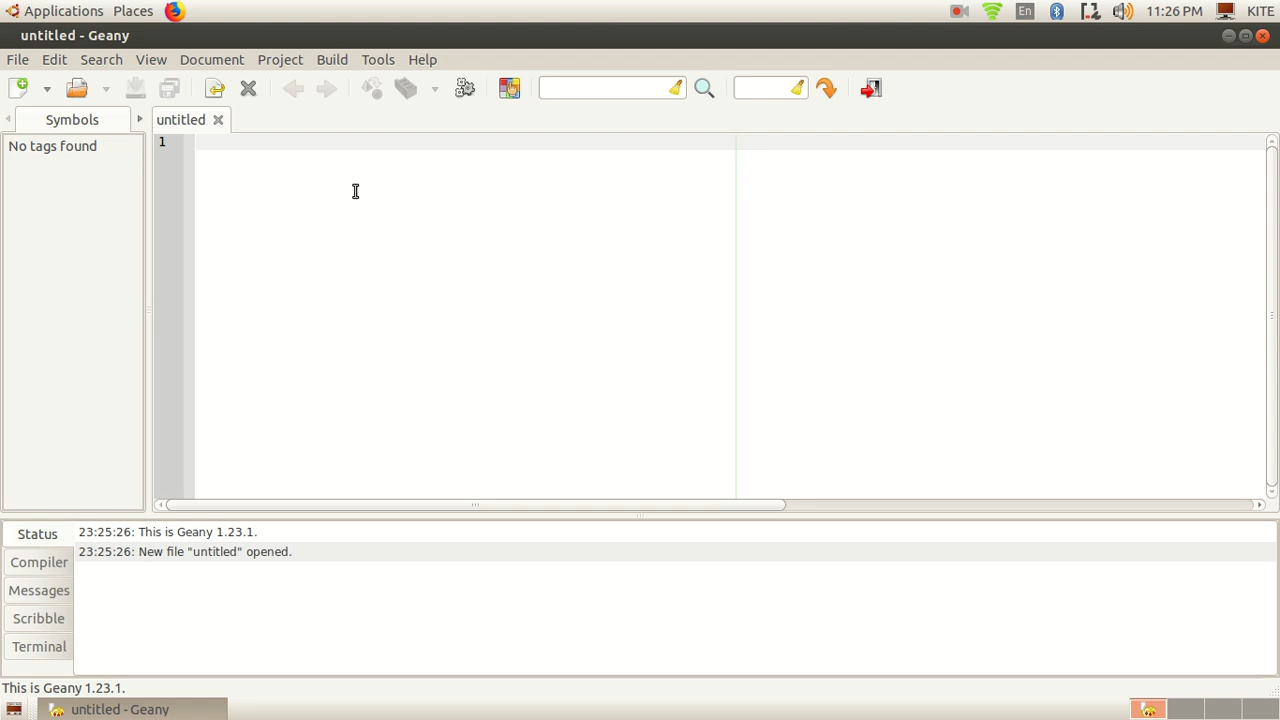 Applications Places En 11:26 PM KITE
untitled - Geany
File Edit Search View Document Project Build Tools Help
Symbols untitled
No tags found 1
Status 23:25:26: This is Geany 1.23.1.
23:25:26: New file "untitled" opened.
Compiler
Messages
Scribble
Terminal
This is Geany 1.23.1.
untitled - Geany